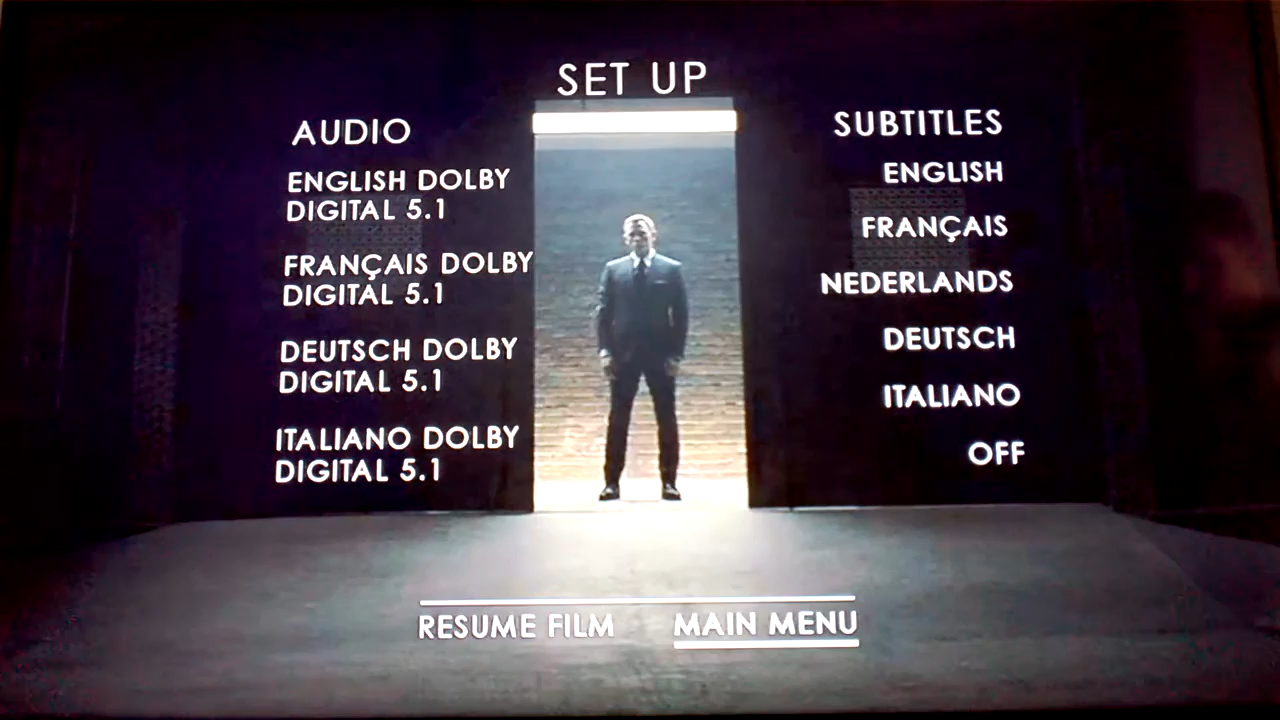 SET UP
AUDIO
ENGLISH DOLBY
DIGITAL 5.1
FRANÇAIS DOLBY
DIGITAL 5.1
DEUTSCH DOLBY
DIGITAL 5.1
ITALIANO DOLBY
DIGITAL 5.1
SUBTITLES
ENGLISH
FRANÇAIS
NEDERLANDS
DEUTSCH
ITALIANO
OFF
RESUME FILM
MAIN MENU